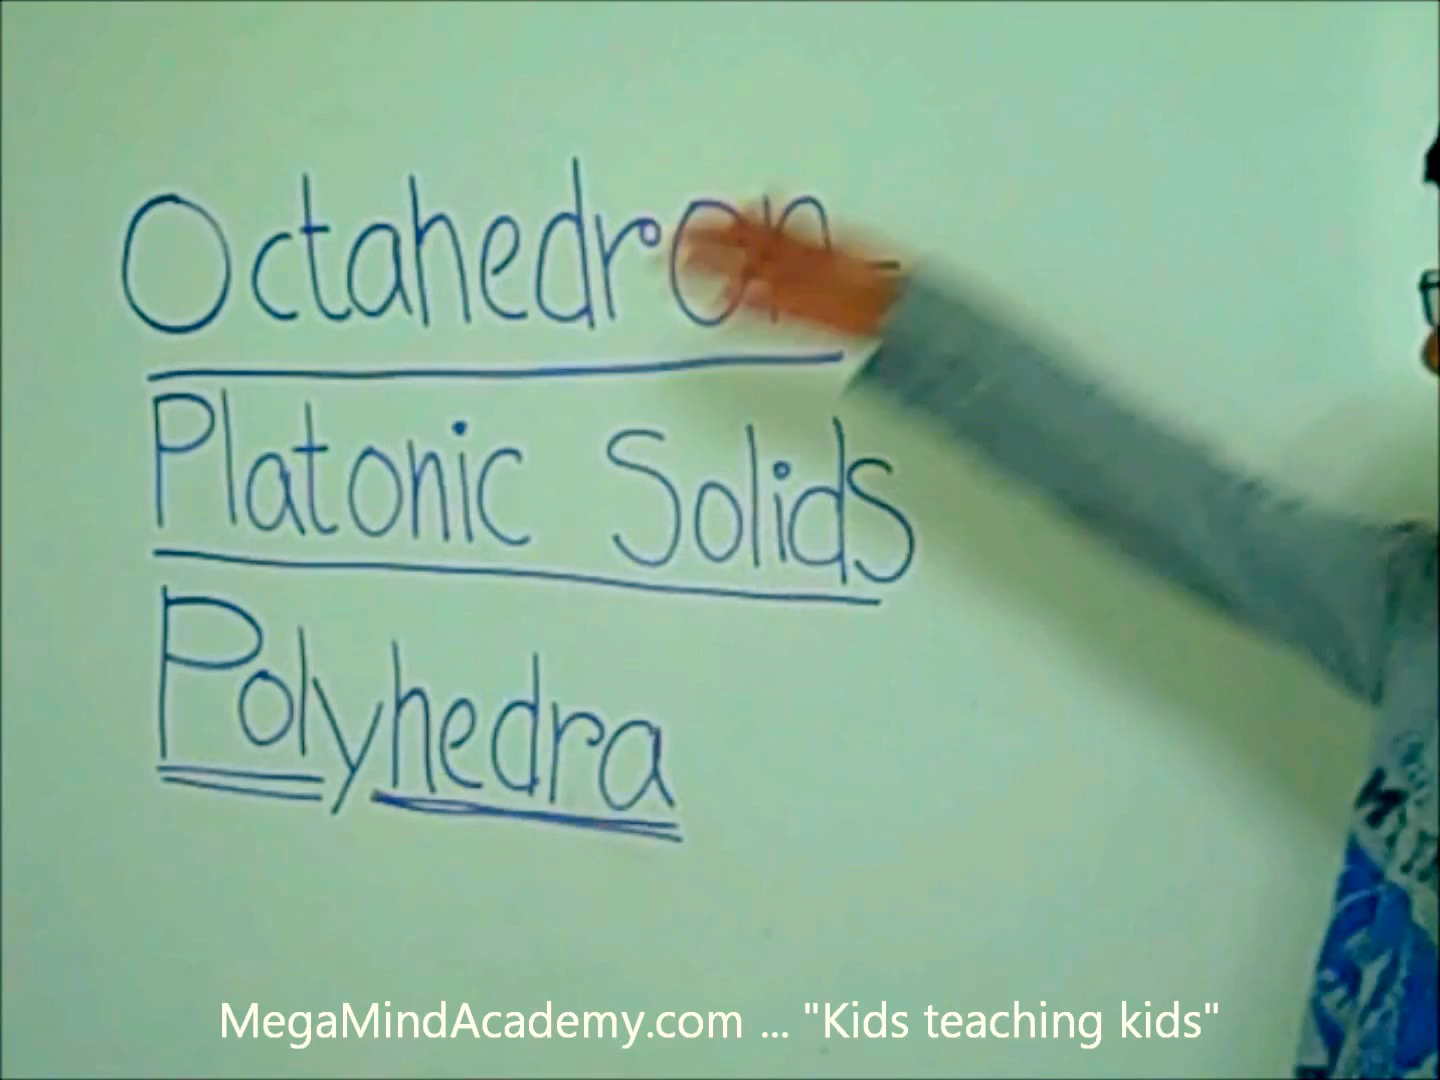 Octahedron
Platonic Solids
Polyhedra
MegaMindAcademy.com ... "Kids teaching kids"